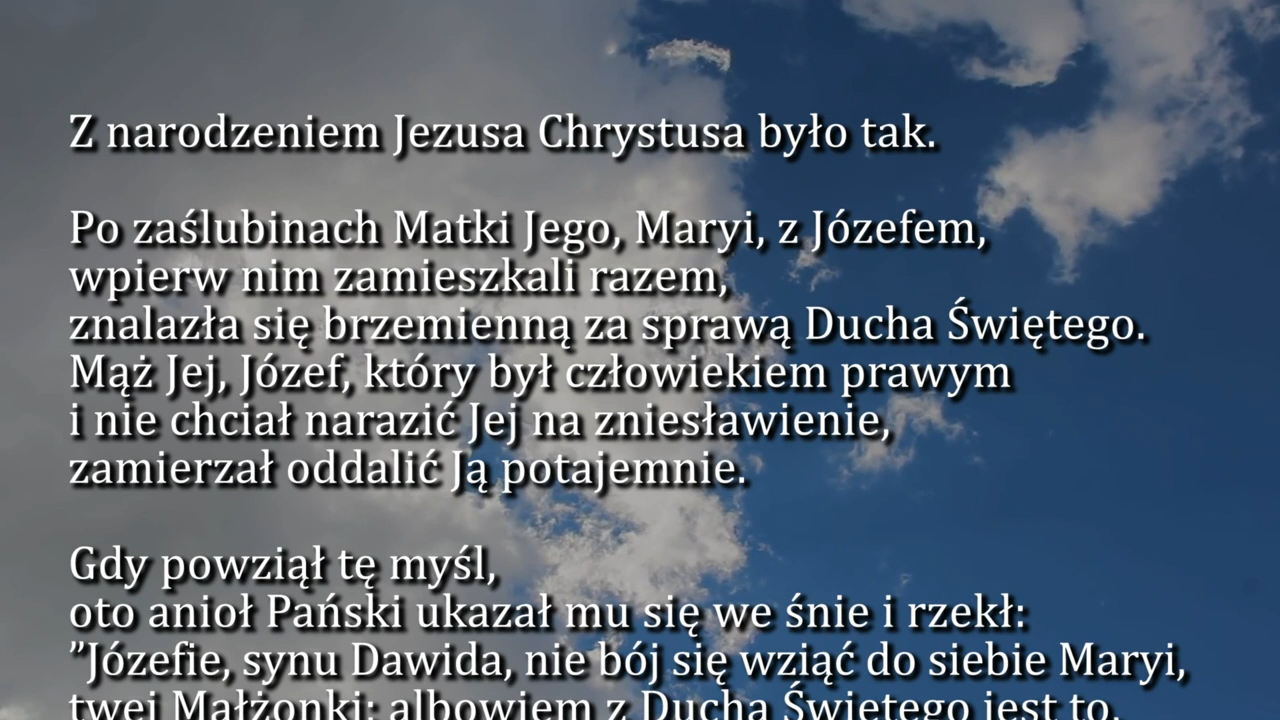 Z narodzeniem Jezusa Chrystusa było tak.
Po zaślubinach Matki Jego, Maryi, z Józefem,
wpierw nim zamieszkali razem,
znalazła się brzemienną za sprawą Ducha Świętego.
Mąż Jej, Józef, który był człowiekiem prawym
i nie chciał narazić Jej na zniesławienie,
zamierzał oddalić Ją potajemnie.
Gdy powziął tę myśl,
oto anioł Pański ukazał mu się we śnie i rzekł:
”Józefie, synu Dawida, nie bój się wziąć do siebie Maryi,
twej Małżonki; albowiem z Ducha Świętego jest to,